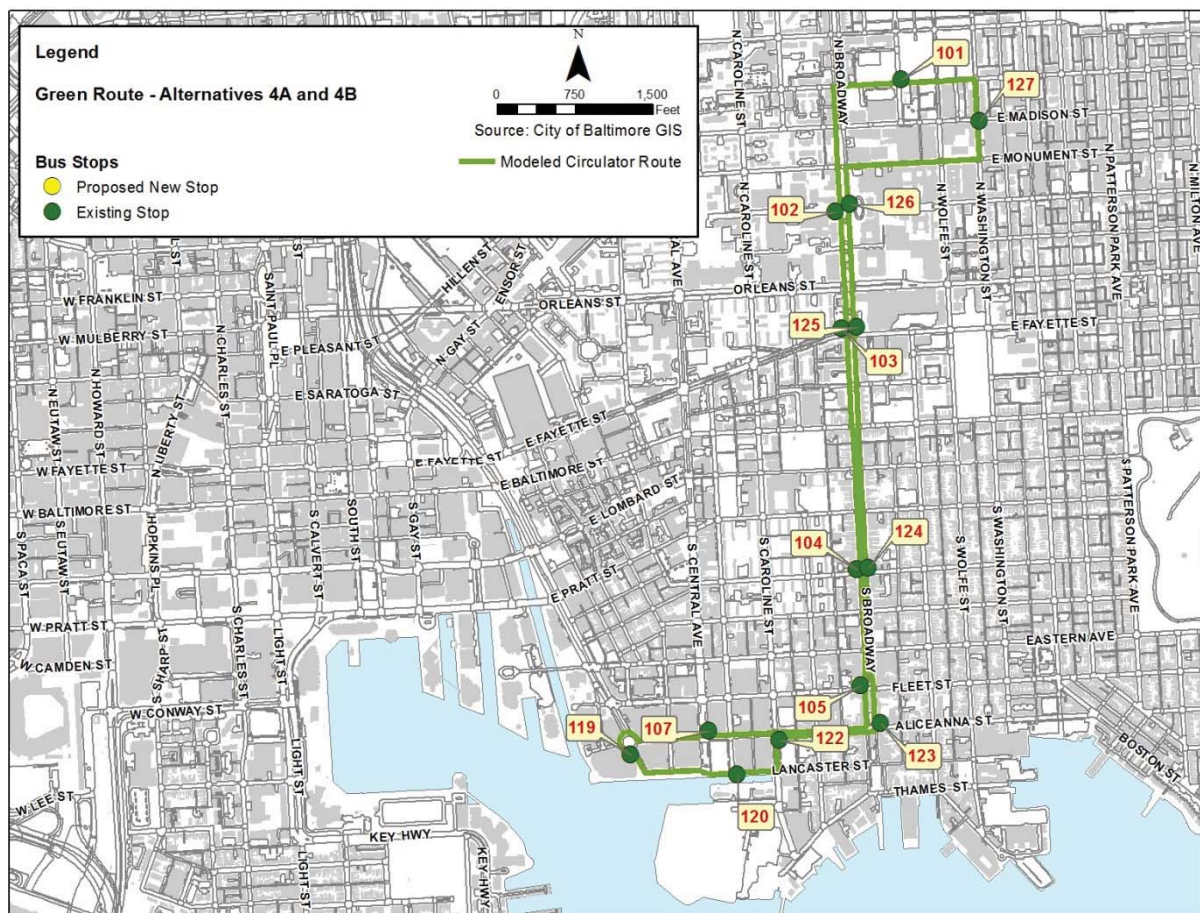 Legend
Green Route - Alternatives 4A and 4B
N
0 750 1,500
Feet
Source: City of Baltimore GIS
Bus Stops
Modeled Circulator Route
Proposed New Stop
Existing Stop
N CAROLINE ST
N BROADWAY
101
127
E MADISON ST
E MONUMENT ST
N PATTERSON PARK AVE
N MILTON AVE
N CAROLINE ST
102
126
N WOLFE ST
N WASHINGTON ST
HILLEN ST
ENSOR ST
AL AVE
L ST
ST
SAINT PAUL PL
W FRANKLIN ST
ORLEANS ST
ORLEANS ST
W MULBERRY ST
N CHARLES ST
E PLEASANT ST
N GAY ST
125
103
E FAYETTE ST
N EUTAW ST
N HOWARD ST
N LIBERTY ST
E SARATOGA ST
E FAYETTE ST
W FAYETTE ST
E FAYETTE ST
E BALTIMORE ST
W BALTIMORE ST
E LOMBARD ST
S PACA ST
S EUTAW ST
HOPKINS PL
S CALVERT ST
SOUTH ST
S GAY ST
S PATTERSON PARK AVE
104
124
S CAROLINE ST
S CENTRAL AVE
S WOLFE ST
S WASHINGTON ST
E PRATT ST
S BROADWAY
W PRATT ST
S SHARP ST
S CHARLES ST
LIGHT ST
EASTERN AVE
W CAMDEN ST
W CONWAY ST
105
FLEET ST
119
107
122
ALICEANNA ST
123
LANCASTER ST
BOSTON ST
LIGHT ST
THAMES ST
W LEE ST
120
KEY HWY
KEY HWY
LIGHT ST